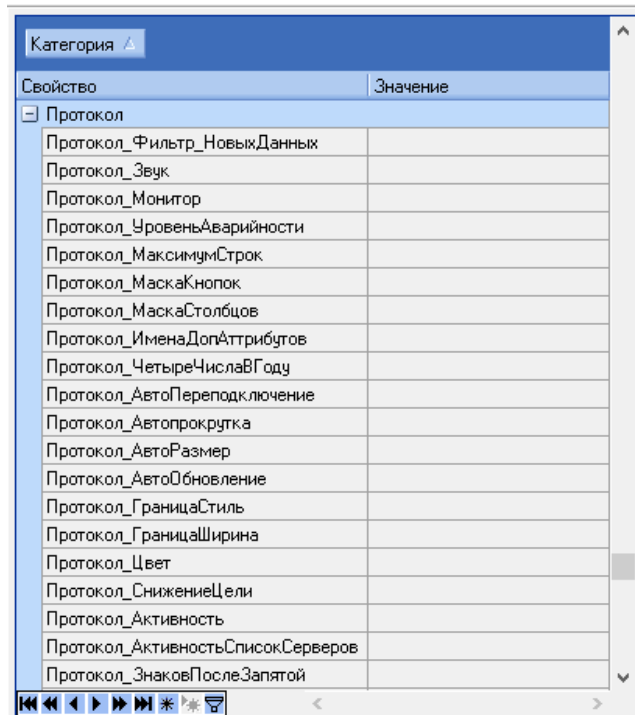 Категория
Свойство Значение
Протокол
Протокол_Фильтр_НовыхДанных
Протокол_Звук
Протокол_Монитор
Протокол_УровеньАварийности
Протокол_МаксимумСтрок
Протокол_МаскаКнопок
Протокол_МаскаСтолбцов
Протокол_ИменаДопАттрибутов
Протокол_ЧетыреЧислаВГоду
Протокол_АвтоПереподключение
Протокол_Автопрокрутка
Протокол_АвтоРазмер
Протокол_АвтоОбновление
Протокол_ГраницаСтиль
Протокол_ГраницаШирина
Протокол_Цвет
Протокол_СнижениеЦели
Протокол_Активность
Протокол_АктивностьСписокСерверов
Протокол_ЗнаковПослеЗапятой